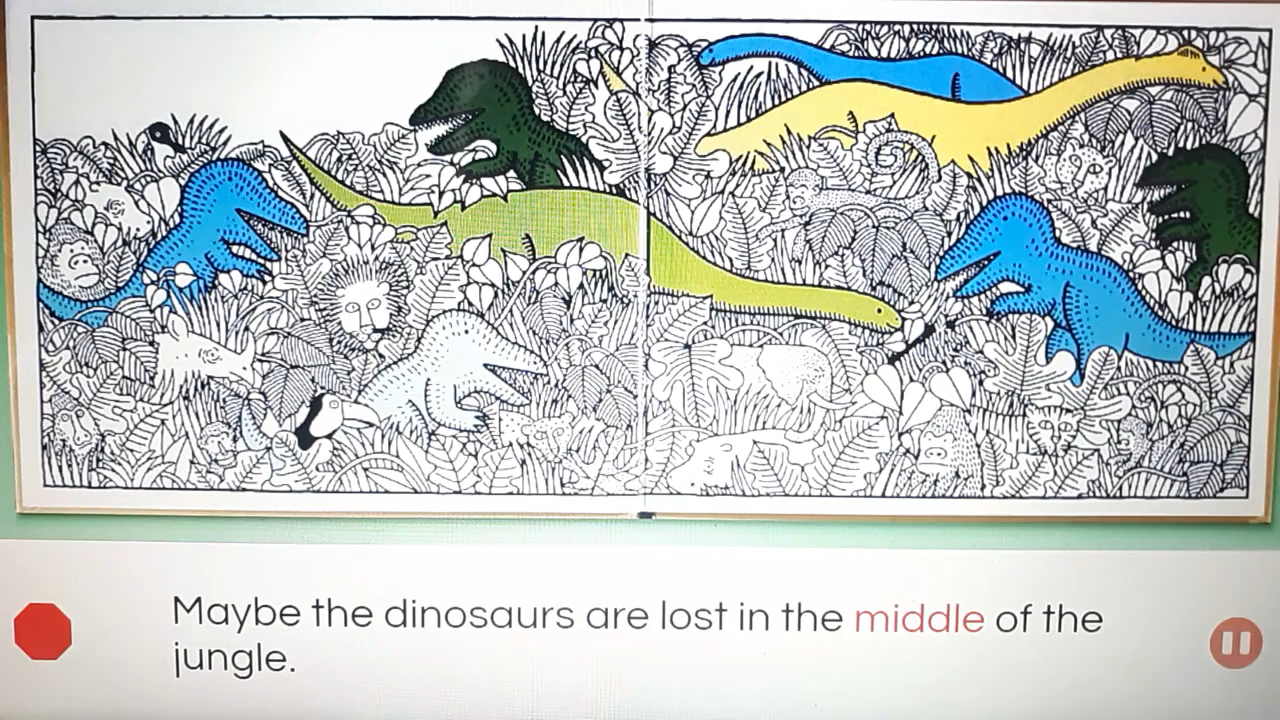 Maybe the dinosaurs are lost in the middle of the
jungle.